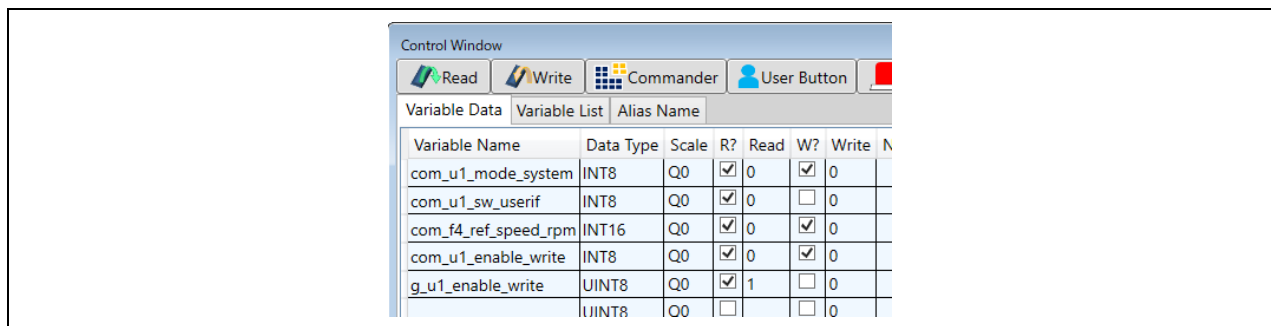 Control Window
Read Write Commander User Button
Variable Data Variable List Alias Name
Variable Name Data Type Scale R? Read W? Write N
com_u1_mode_system INT8 Q0 0 0
com_u1_sw_userif INT8 Q0 0 0
com_f4_ref_speed_rpm INT16 Q0 0 0
com_u1_enable_write INT8 Q0 0 0
g_u1_enable_write UINT8 Q0 1 0
UINT8 Q0 0